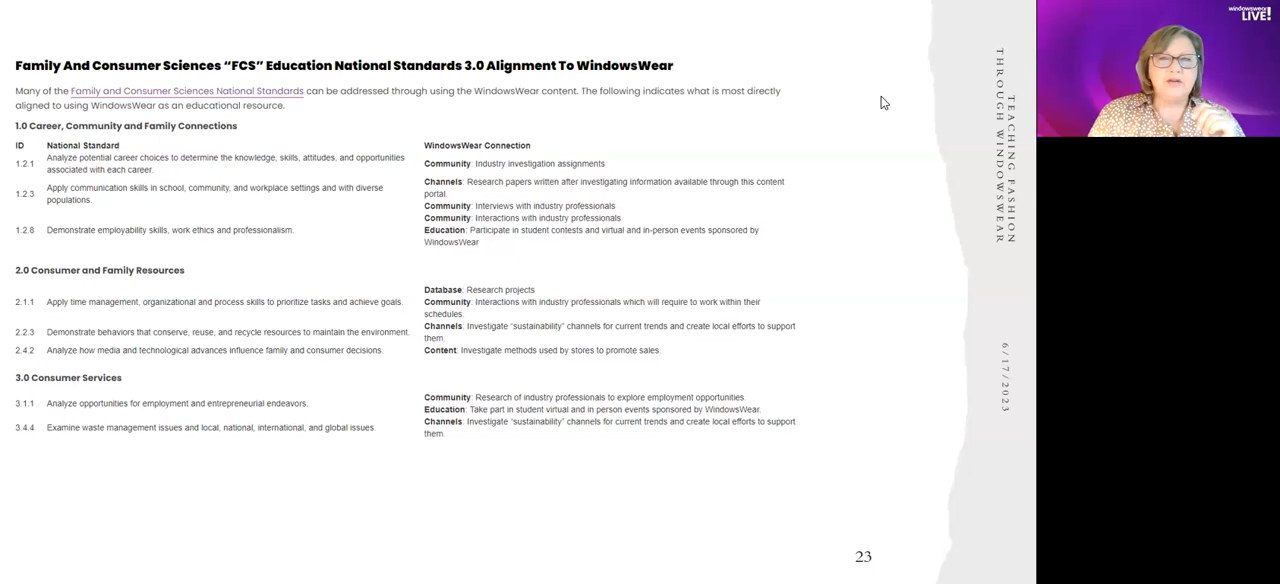 Family And Consumer Sciences “FCS” Education National Standards 3.0 Alignment To WindowsWear
Many of the Family and Consumer Sciences National Standards can be addressed through using the WindowsWear content. The following indicates what is most directly
aligned to using WindowsWear as an educational resource.
1.0 Career, Community and Family Connections
ID National Standard WindowsWear Connection
1.2.1 Analyze potential career choices to determine the knowledge, skills, attitudes, and opportunities
associated with each career.
Community: Industry investigation assignments
1.2.3 Apply communication skills in school, community, and workplace settings and with diverse
populations.
Channels: Research papers written after investigating information available through this content
portal.
Community: Interviews with industry professionals
Community: Interactions with industry professionals
1.2.8 Demonstrate employability skills, work ethics and professionalism.
Education: Participate in student contests and virtual and in-person events sponsored by
WindowsWear
2.0 Consumer and Family Resources
Database: Research projects
2.1.1 Apply time management, organizational and process skills to prioritize tasks and achieve goals.
Community: Interactions with industry professionals which will require to work within their
schedules.
2.2.3 Demonstrate behaviors that conserve, reuse, and recycle resources to maintain the environment.
Channels: Investigate “sustainability” channels for current trends and create local efforts to support
them.
2.4.2 Analyze how media and technological advances influence family and consumer decisions.
Content: Investigate methods used by stores to promote sales.
3.0 Consumer Services
3.1.1 Analyze opportunities for employment and entrepreneurial endeavors.
Community: Research of industry professionals to explore employment opportunities.
Education: Take part in student virtual and in person events sponsored by WindowsWear.
3.4.4 Examine waste management issues and local, national, international, and global issues.
Channels: Investigate “sustainability” channels for current trends and create local efforts to support
them.
23
TEACHING FASHION
THROUGH WINDOWSWEAR
6/17/2023
windowswear
LIVE!